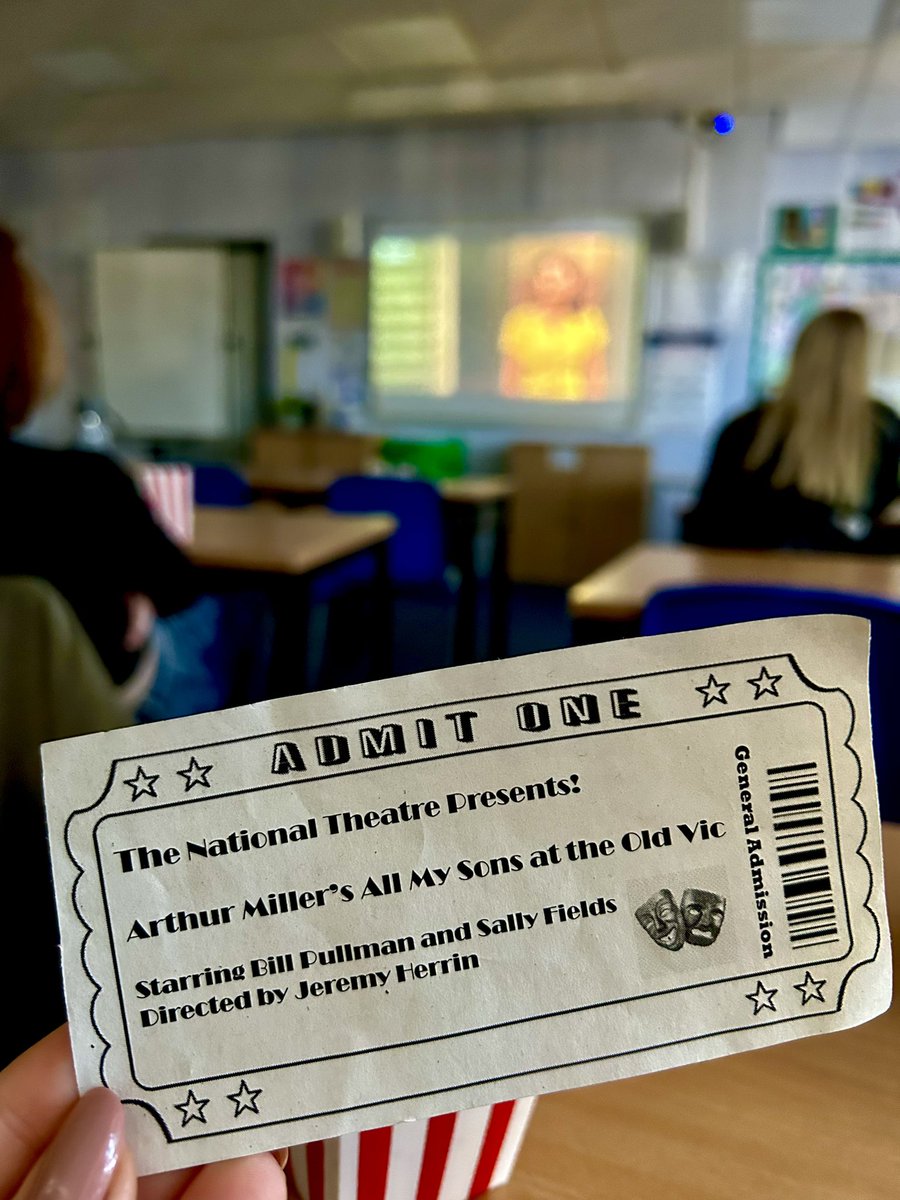 ADMIT ONE
The National Theatre Presents!
Arthur Miller's All My Sons at the Old Vic
Starring Bill Pullman and Sally Fields
Directed by Jeremy Herrin
General Admission